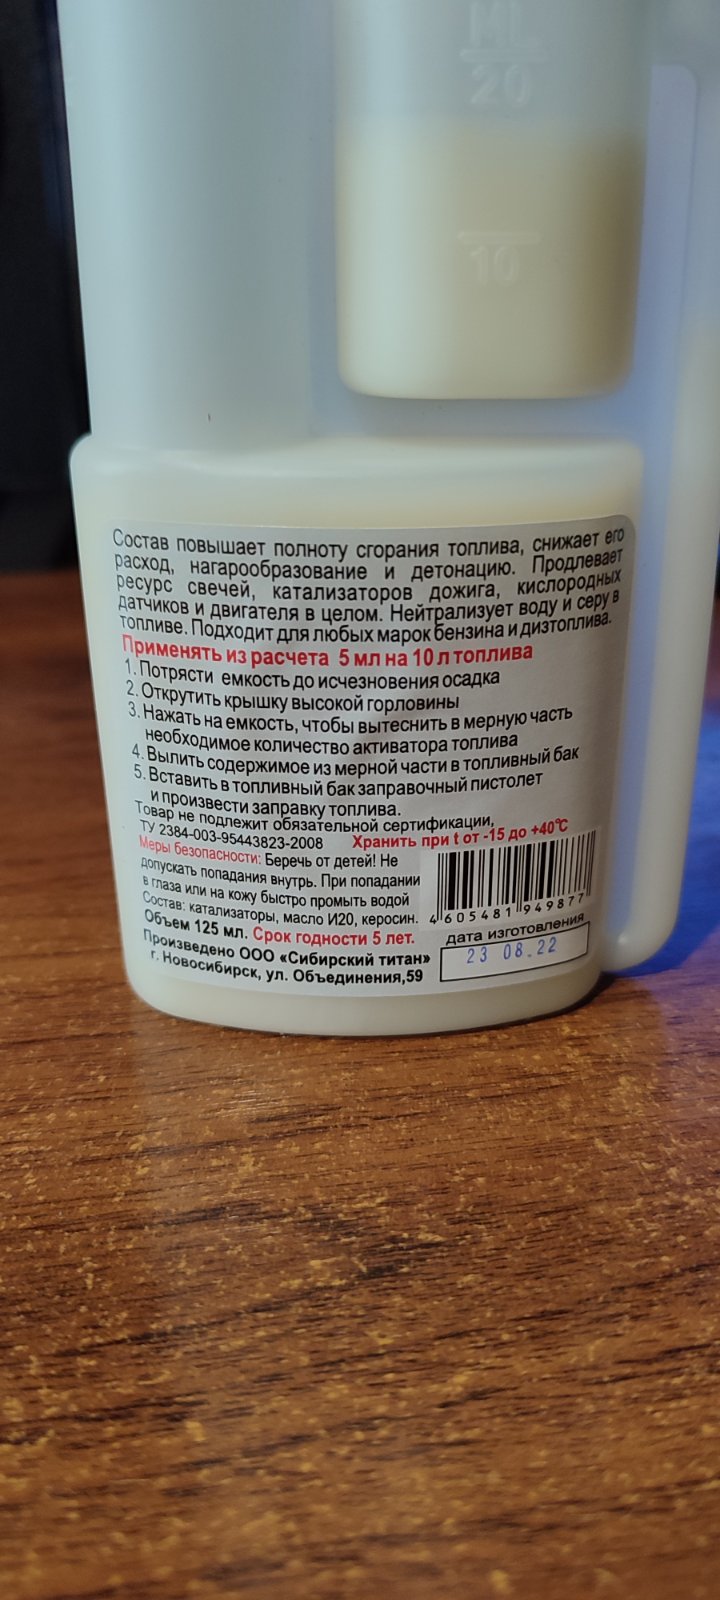 ML
20
10
Состав повышает полноту сгорания топлива, снижает его
расход, нагарообразование и детонацию. Продлевает
ресурс свечей, катализаторов дожига, кислородных
датчиков и двигателя в целом. Нейтрализует воду и серу в
топливе. Подходит для любых марок бензина и дизтоплива.
Применять из расчета 5 мл на 10 л топлива
1. Потрясти емкость до исчезновения осадка
2. Открутить крышку высокой горловины
3. Нажать на емкость, чтобы вытеснить в мерную часть
необходимое количество активатора топлива
4. Вылить содержимое из мерной части в топливный бак
5. Вставить в топливный бак заправочный пистолет
и произвести заправку топлива.
Товар не подлежит обязательной сертификации,
ТУ 2384-003-95443823-2008 Хранить при t от -15 до +40°С
Меры безопасности: Беречь от детей! Не
допускать попадания внутрь. При попадании
в глаза или на кожу быстро промыть водой
Состав: катализаторы, масло И20, керосин.
4 605481 949877
Объем 125 мл. Срок годности 5 лет.
дата изготовления
Произведено ООО «Сибирский титан»
23 08.22
г. Новосибирск, ул. Объединения,59